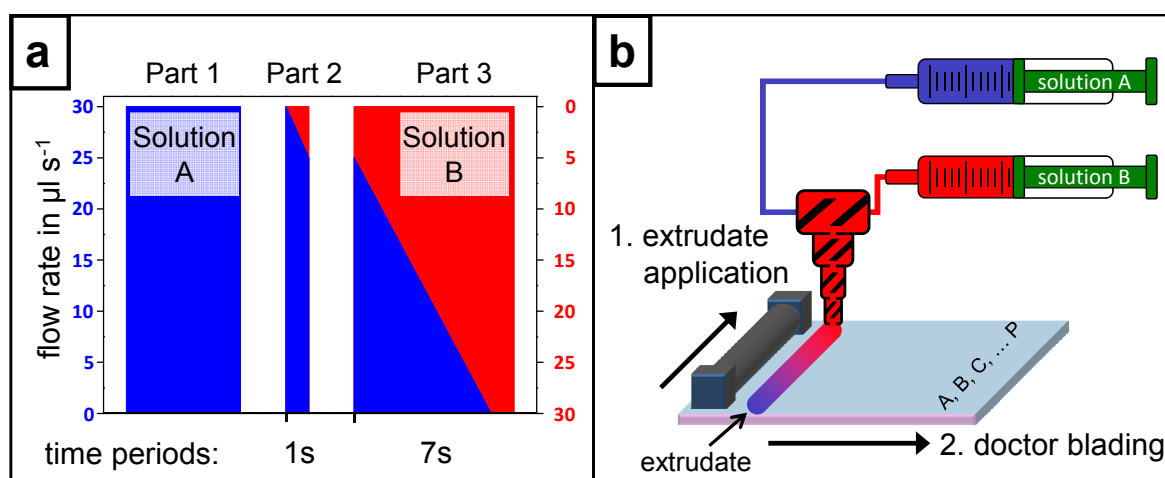 a
Part 1 Part 2 Part 3
flow rate in µl s⁻¹
30
25
20
15
10
5
0
Solution
A
Solution
B
0
5
10
15
20
25
30
time periods: 1s 7s
b
solution A
solution B
1. extrudate
application
A, B, C, ... P
extrudate
2. doctor blading